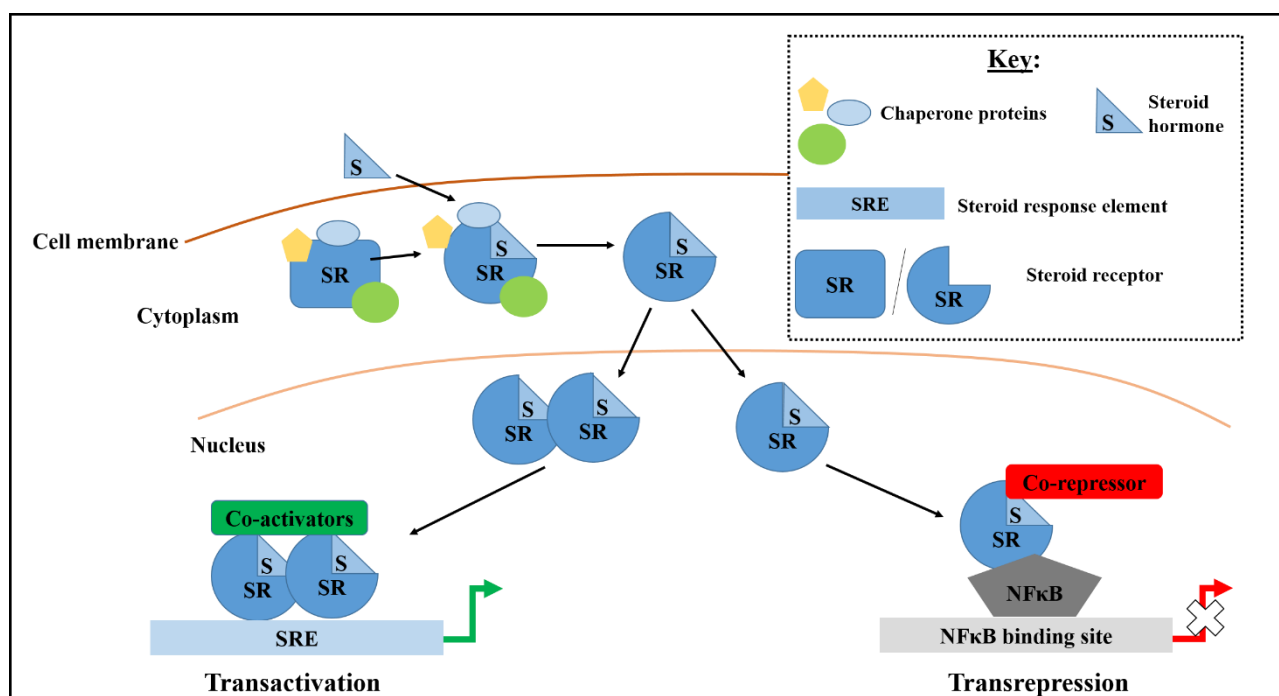 Key:
Chaperone proteins
S
Steroid
hormone
SRE
Steroid response element
SR
SR
Steroid receptor
S
Cell membrane
SR
S
SR
S
SR
Cytoplasm
Nucleus
S
SR
S
SR
S
SR
Co-activators
S
SR
S
SR
SRE
Transactivation
Co-repressor
S
SR
NFκB
NFκB binding site
Transrepression